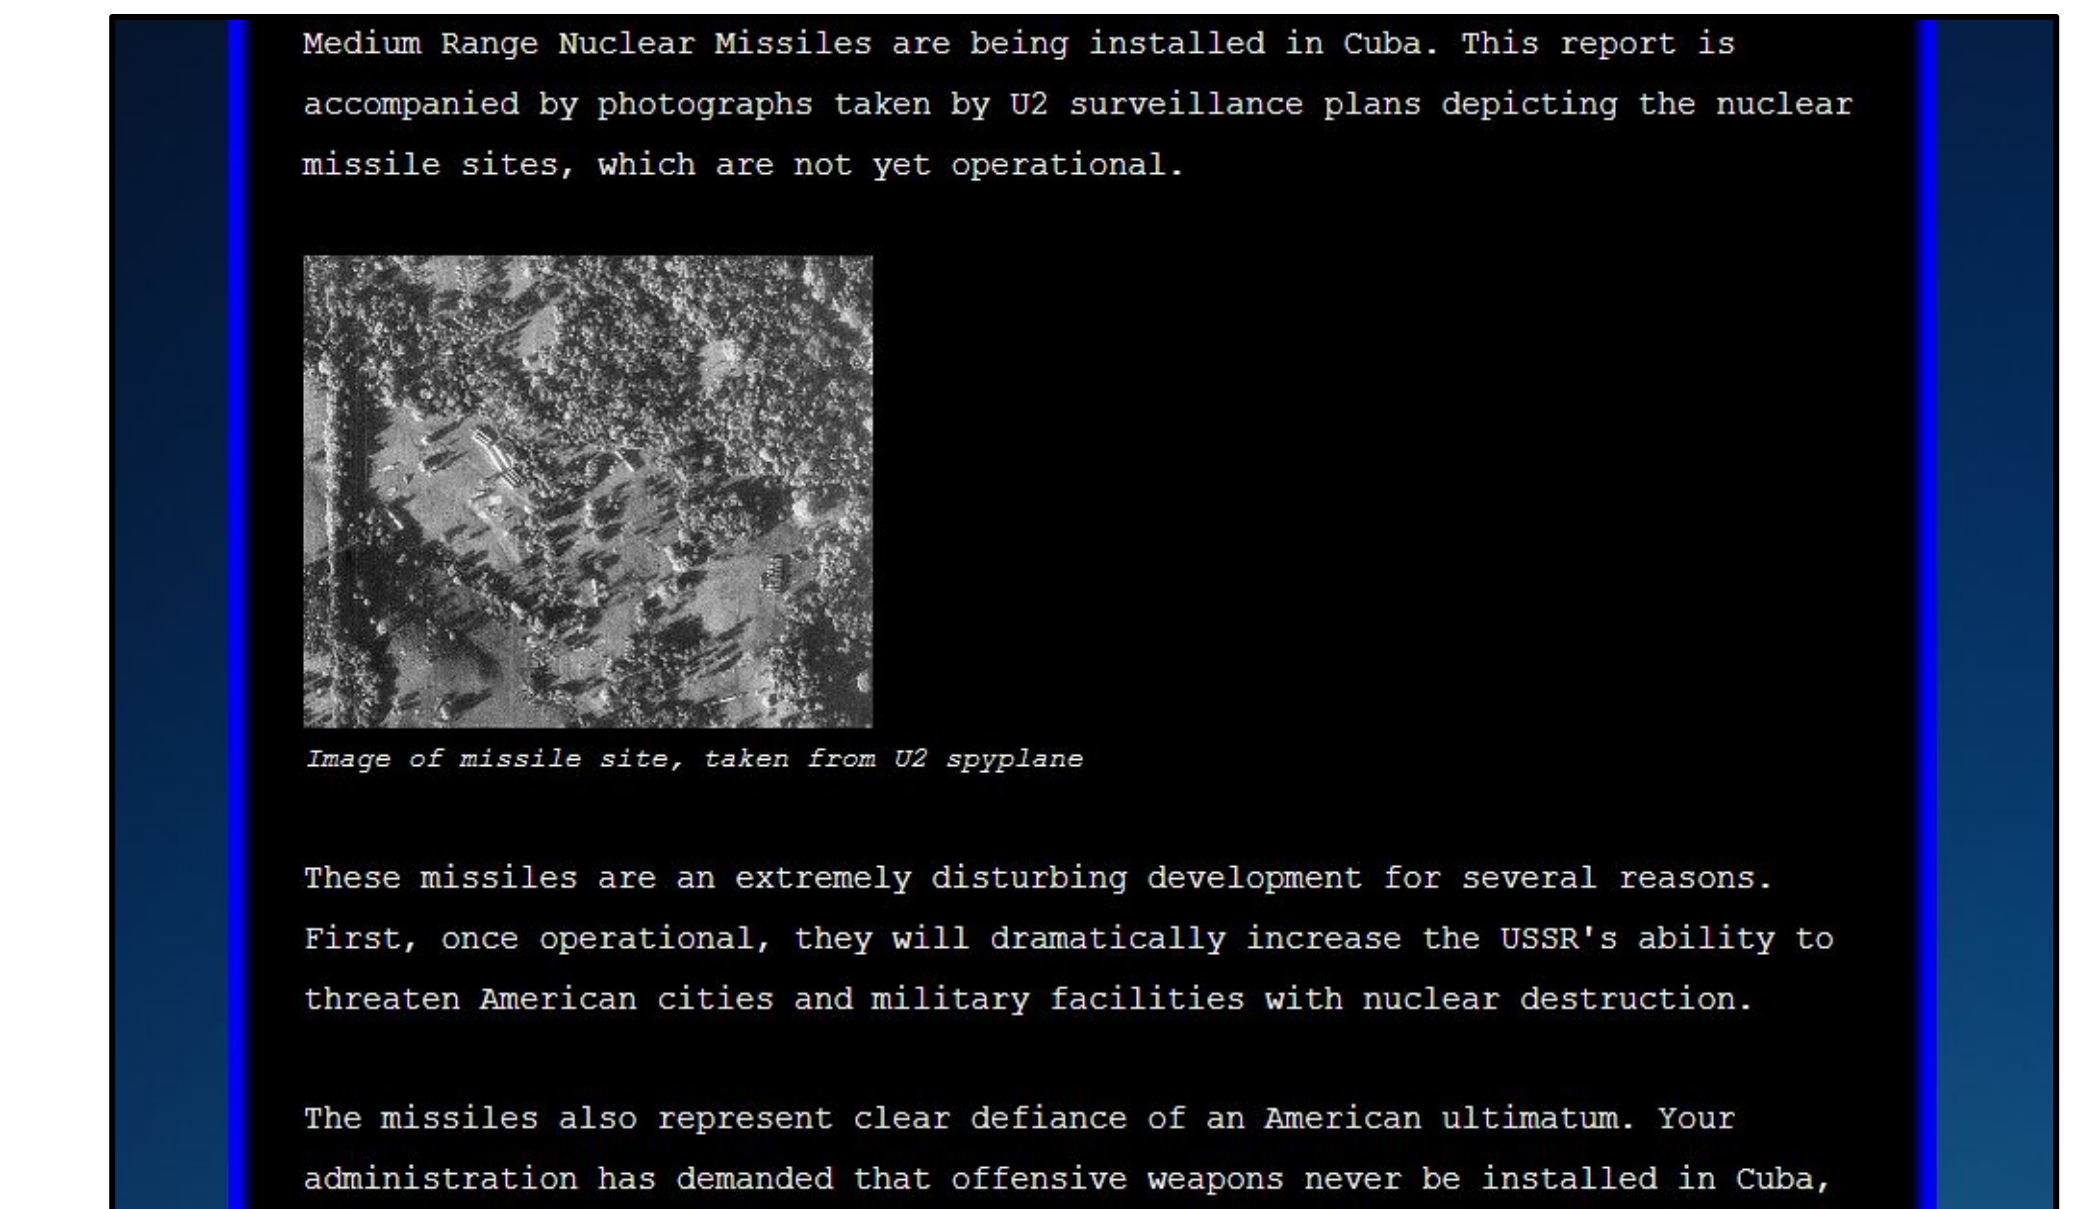 Medium Range Nuclear Missiles are being installed in Cuba. This report is
accompanied by photographs taken by U2 surveillance plans depicting the nuclear
missile sites, which are not yet operational.
Image of missile site, taken from U2 spyplane
These missiles are an extremely disturbing development for several reasons.
First, once operational, they will dramatically increase the USSR's ability to
threaten American cities and military facilities with nuclear destruction.
The missiles also represent clear defiance of an American ultimatum. Your
administration has demanded that offensive weapons never be installed in Cuba,